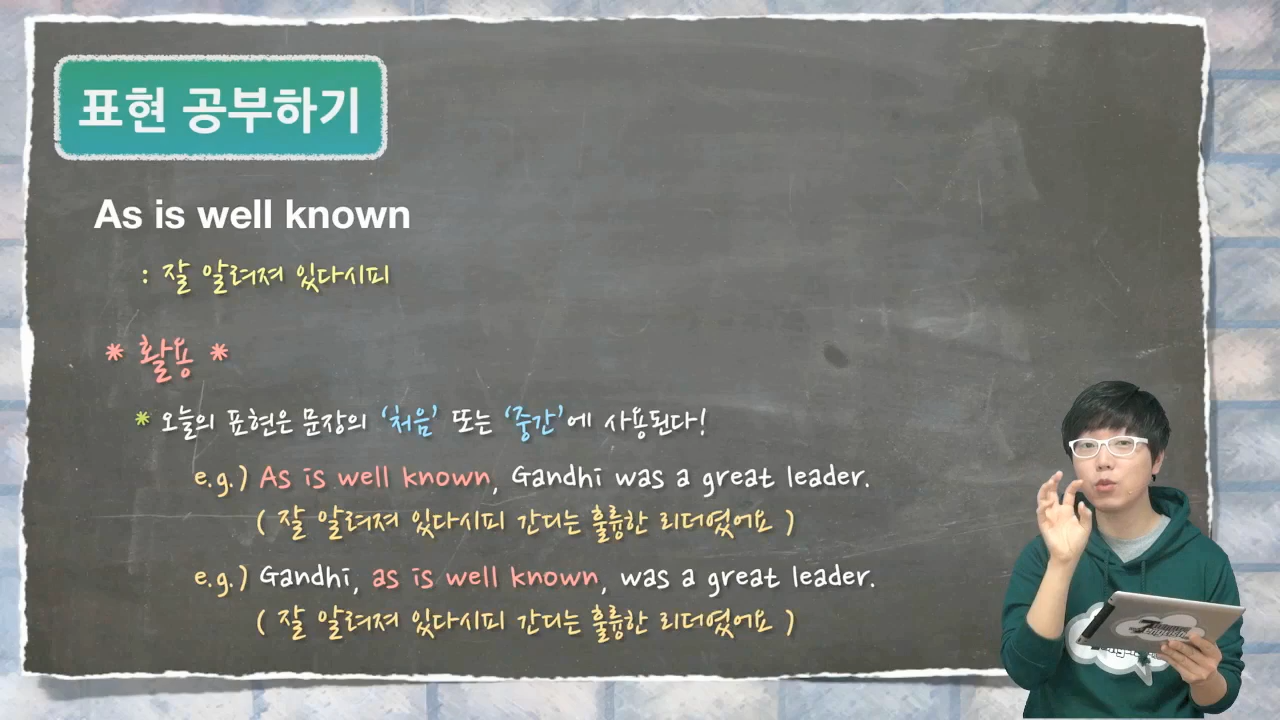 표현 공부하기
As is well known
: 잘 알려져 있다시피
* 활용 *
* 오늘의 표현은 문장의 ‘처음’ 또는 ‘중간’에 사용된다!
e.g.) As is well known, Gandhi was a great leader.
( 잘 알려져 있다시피 간디는 훌륭한 리더였어요 )
e.g.) Gandhi, as is well known, was a great leader.
( 잘 알려져 있다시피 간디는 훌륭한 리더였어요 )